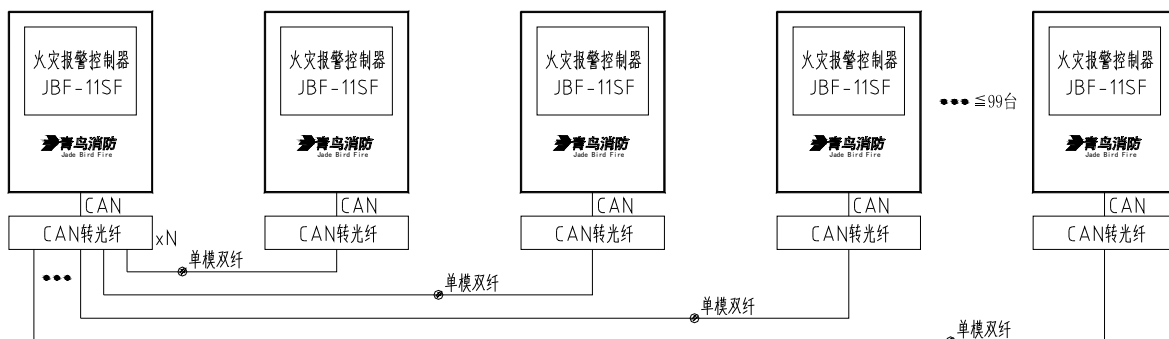 火灾报警控制器
JBF-11SF
青鸟消防
Jade Bird Fire
CAN
CAN转光纤
xN
火灾报警控制器
JBF-11SF
青鸟消防
Jade Bird Fire
CAN
CAN转光纤
火灾报警控制器
JBF-11SF
青鸟消防
Jade Bird Fire
CAN
CAN转光纤
火灾报警控制器
JBF-11SF
青鸟消防
Jade Bird Fire
CAN
CAN转光纤
≦99台
火灾报警控制器
JBF-11SF
青鸟消防
Jade Bird Fire
CAN
CAN转光纤
单模双纤
单模双纤
单模双纤
单模双纤